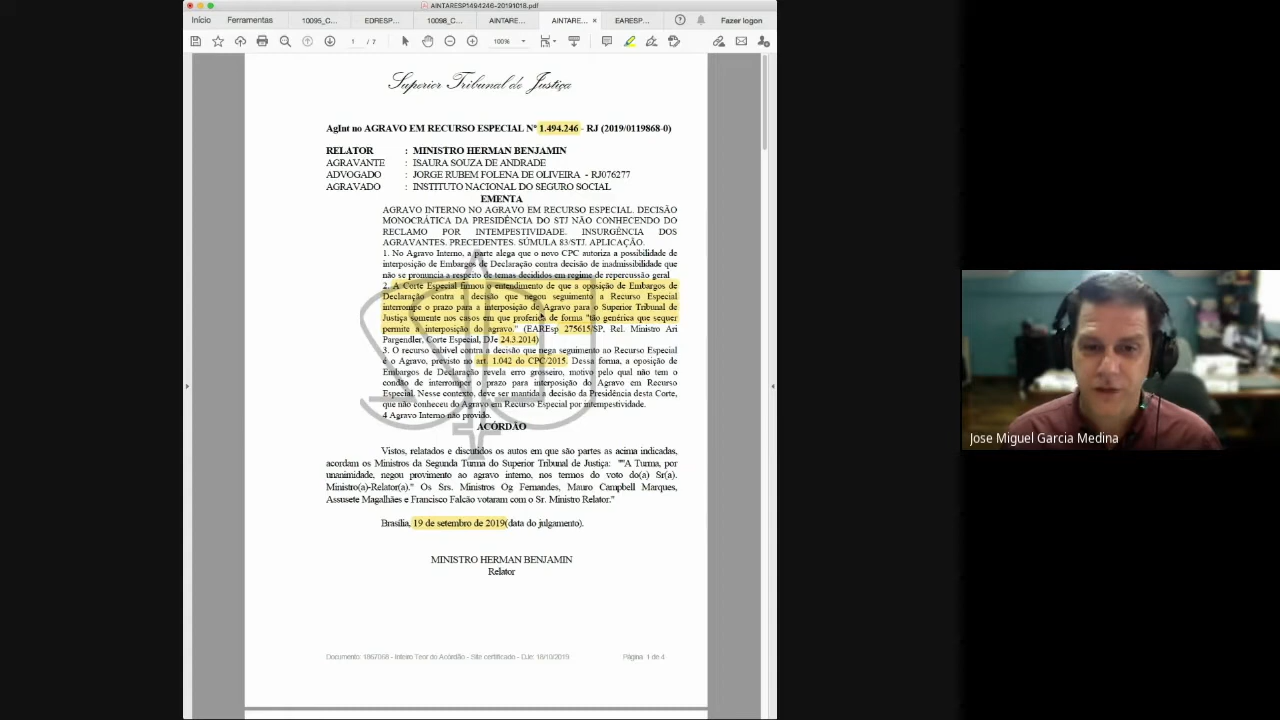 AINTARESP1494246-20191018.pdf
Início Ferramentas 10095_C... EDRESP... 10098_C... AINTARE... AINTARE... × EARESP... Fazer logon
1 / 7 100%
Superior Tribunal de Justiça
AgInt no AGRAVO EM RECURSO ESPECIAL Nº 1.494.246 - RJ (2019/0119868-0)
RELATOR : MINISTRO HERMAN BENJAMIN
AGRAVANTE : ISAURA SOUZA DE ANDRADE
ADVOGADO : JORGE RUBEM FOLENA DE OLIVEIRA - RJ076277
AGRAVADO : INSTITUTO NACIONAL DO SEGURO SOCIAL
EMENTA
AGRAVO INTERNO NO AGRAVO EM RECURSO ESPECIAL. DECISÃO
MONOCRÁTICA DA PRESIDÊNCIA DO STJ NÃO CONHECENDO DO
RECLAMO POR INTEMPESTIVIDADE. INSURGÊNCIA DOS
AGRAVANTES. PRECEDENTES. SÚMULA 83/STJ. APLICAÇÃO.
1. No Agravo Interno, a parte alega que o novo CPC autoriza a possibilidade de
interposição de Embargos de Declaração contra decisão de inadmissibilidade que
não se pronuncia a respeito de temas decididos em regime de repercussão geral
2. A Corte Especial firmou o entendimento de que a oposição de Embargos de
Declaração contra a decisão que negou seguimento a Recurso Especial
interrompe o prazo para a interposição de Agravo para o Superior Tribunal de
Justiça somente nos casos em que proferida de forma "tão genérica que sequer
permite a interposição do agravo." (EAREsp 275615/SP, Rel. Ministro Ari
Pargendler, Corte Especial, DJe 24.3.2014)
3. O recurso cabível contra a decisão que nega seguimento ao Recurso Especial
é o Agravo, previsto no art. 1.042 do CPC/2015. Dessa forma, a oposição de
Embargos de Declaração revela erro grosseiro, motivo pelo qual não tem o
condão de interromper o prazo para interposição do Agravo em Recurso
Especial. Nesse contexto, deve ser mantida a decisão da Presidência desta Corte,
que não conheceu do Agravo em Recurso Especial por intempestividade.
4 Agravo Interno não provido.
ACÓRDÃO
Vistos, relatados e discutidos os autos em que são partes as acima indicadas,
acordam os Ministros da Segunda Turma do Superior Tribunal de Justiça: ""A Turma, por
unanimidade, negou provimento ao agravo interno, nos termos do voto do(a) Sr(a).
Ministro(a)-Relator(a)." Os Srs. Ministros Og Fernandes, Mauro Campbell Marques,
Assusete Magalhães e Francisco Falcão votaram com o Sr. Ministro Relator."
Brasília, 19 de setembro de 2019(data do julgamento).
MINISTRO HERMAN BENJAMIN
Relator
Documento: 1867068 - Inteiro Teor do Acórdão - Site certificado - DJe: 18/10/2019 Página 1 de 4
Jose Miguel Garcia Medina